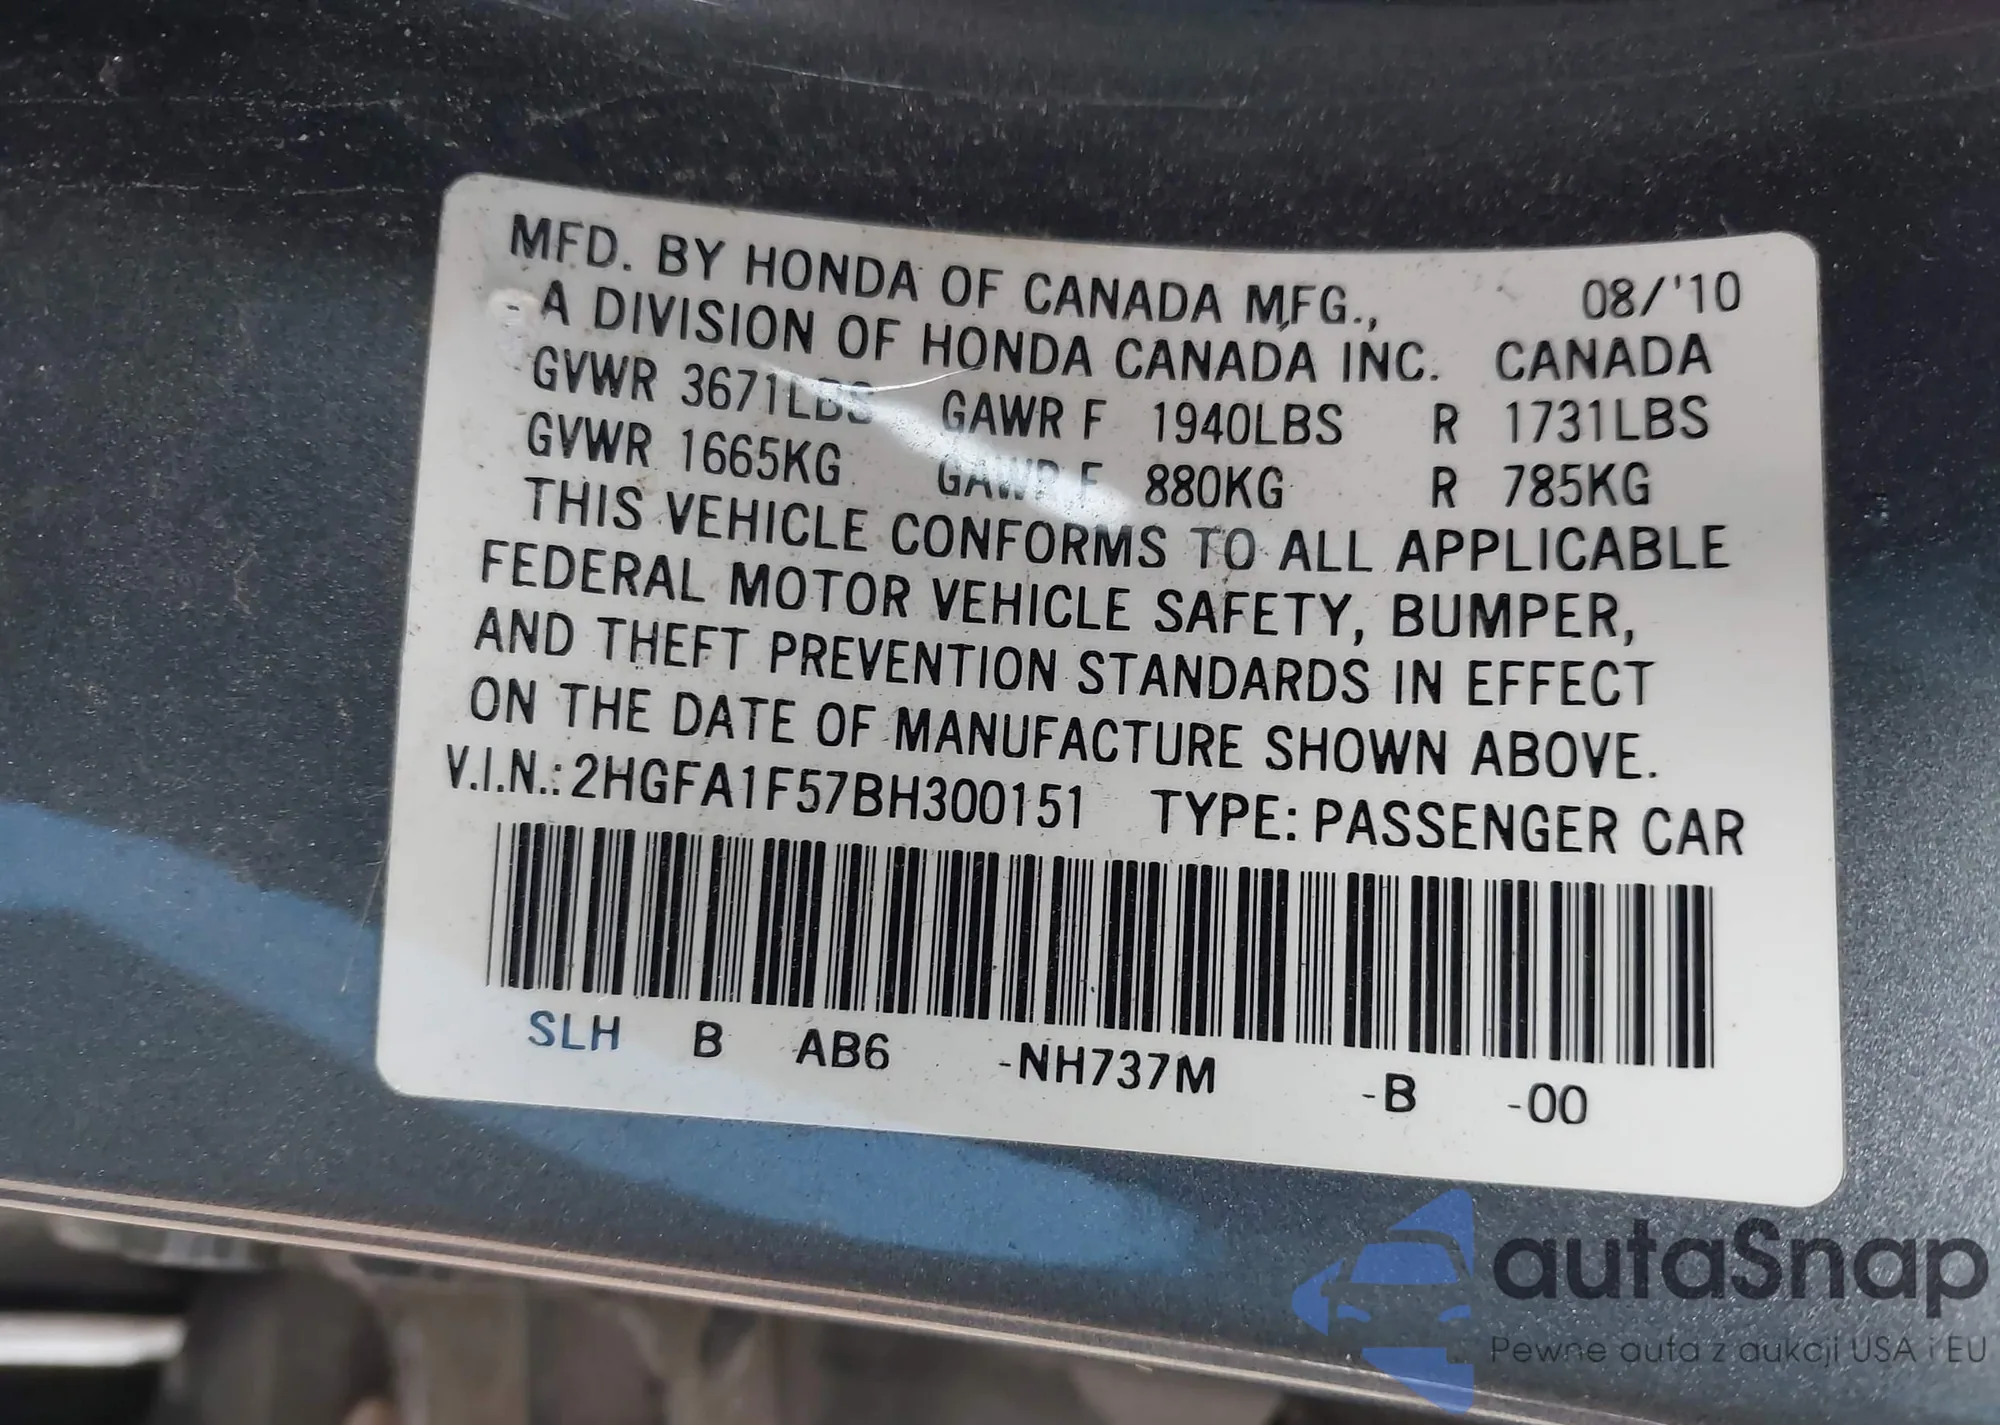 MFD. BY HONDA OF CANADA MFG., 08/'10
A DIVISION OF HONDA CANADA INC. CANADA
GVWR 3671LBS GAWR F 1940LBS R 1731LBS
GVWR 1665KG GAWR F 880KG R 785KG
THIS VEHICLE CONFORMS TO ALL APPLICABLE
FEDERAL MOTOR VEHICLE SAFETY, BUMPER,
AND THEFT PREVENTION STANDARDS IN EFFECT
ON THE DATE OF MANUFACTURE SHOWN ABOVE.
V.I.N.: 2HGFA1F57BH300151 TYPE: PASSENGER CAR
SLH B AB6 -NH737M -B -00
autaSnap
Pewne auta z aukcji USA i EU